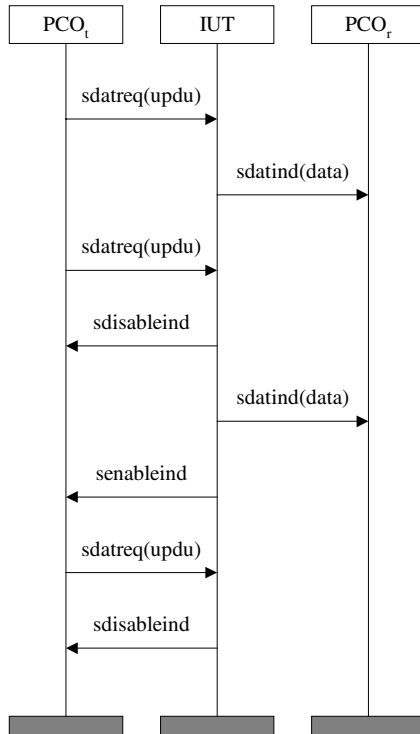 PCOt IUT PCOr
sdatreq(updu)
sdatind(data)
sdatreq(updu)
sdisableind
sdatind(data)
senableind
sdatreq(updu)
sdisableind